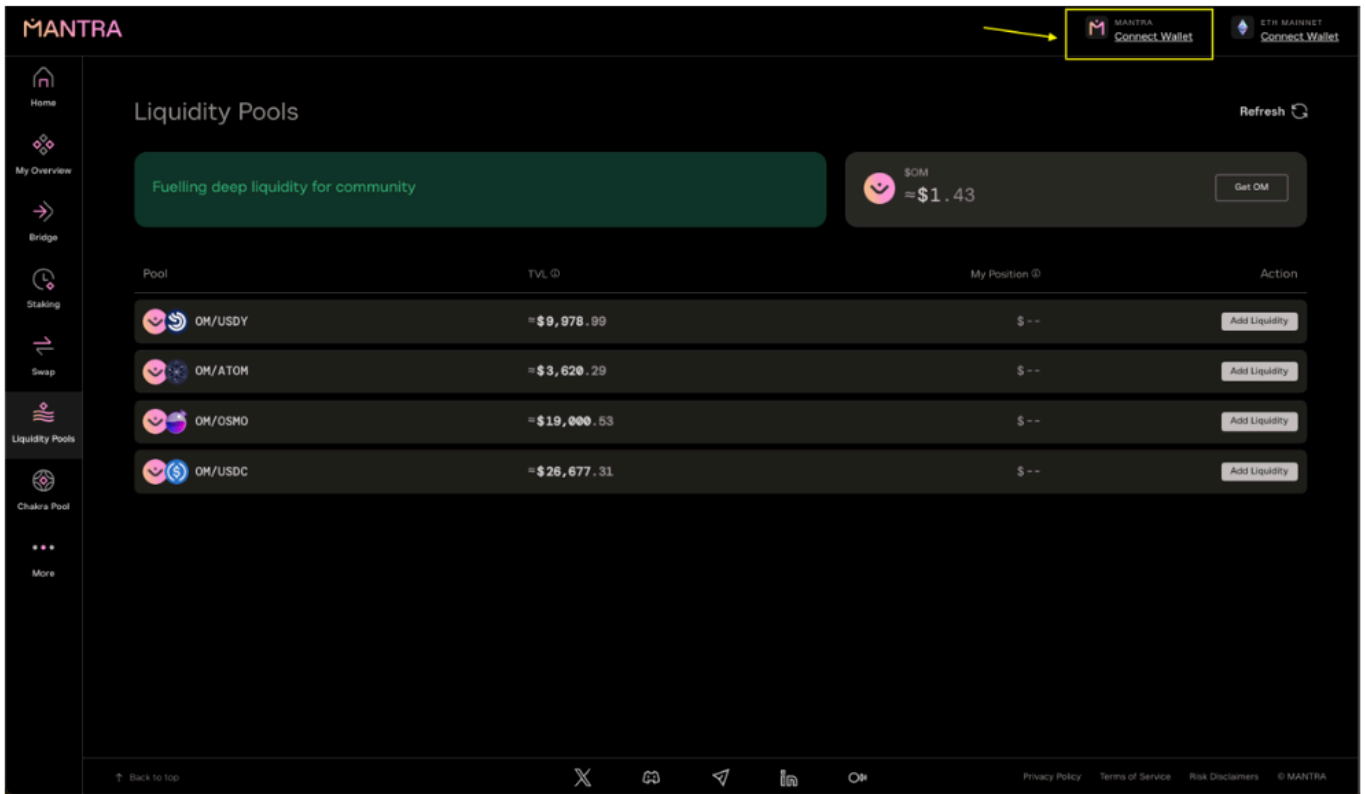 MANTRA
MANTRA
Connect Wallet
ETH MAINNET
Connect Wallet
Home
My Overview
Bridge
Staking
Swap
Liquidity Pools
Chakra Pool
More
Liquidity Pools
Refresh
Fuelling deep liquidity for community
$OM
≈$1.43
Get OM
Pool TVL My Position Action
OM/USDY ≈$9,978.99 $-- Add Liquidity
OM/ATOM ≈$3,620.29 $-- Add Liquidity
OM/OSMO ≈$19,000.53 $-- Add Liquidity
OM/USDC ≈$26,677.31 $-- Add Liquidity
Back to top
Privacy Policy Terms of Service Risk Disclaimers © MANTRA